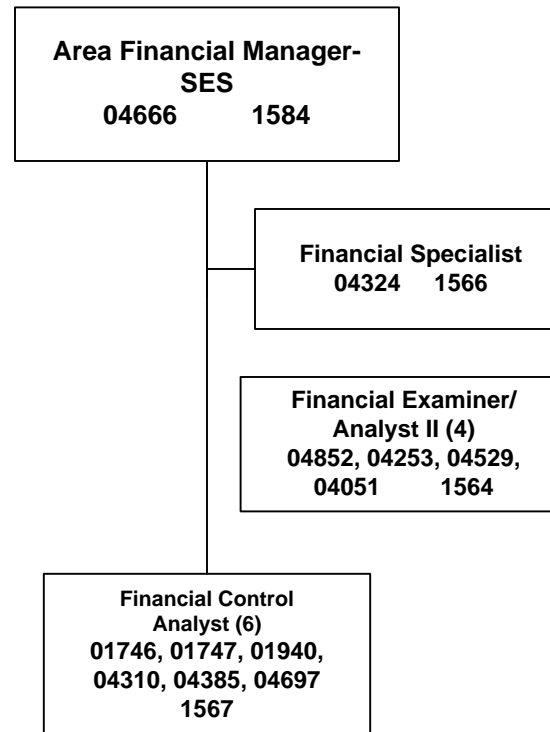 Area Financial Manager-
SES
04666 1584
Financial Specialist
04324 1566
Financial Examiner/
Analyst II (4)
04852, 04253, 04529,
04051 1564
Financial Control
Analyst (6)
01746, 01747, 01940,
04310, 04385, 04697
1567